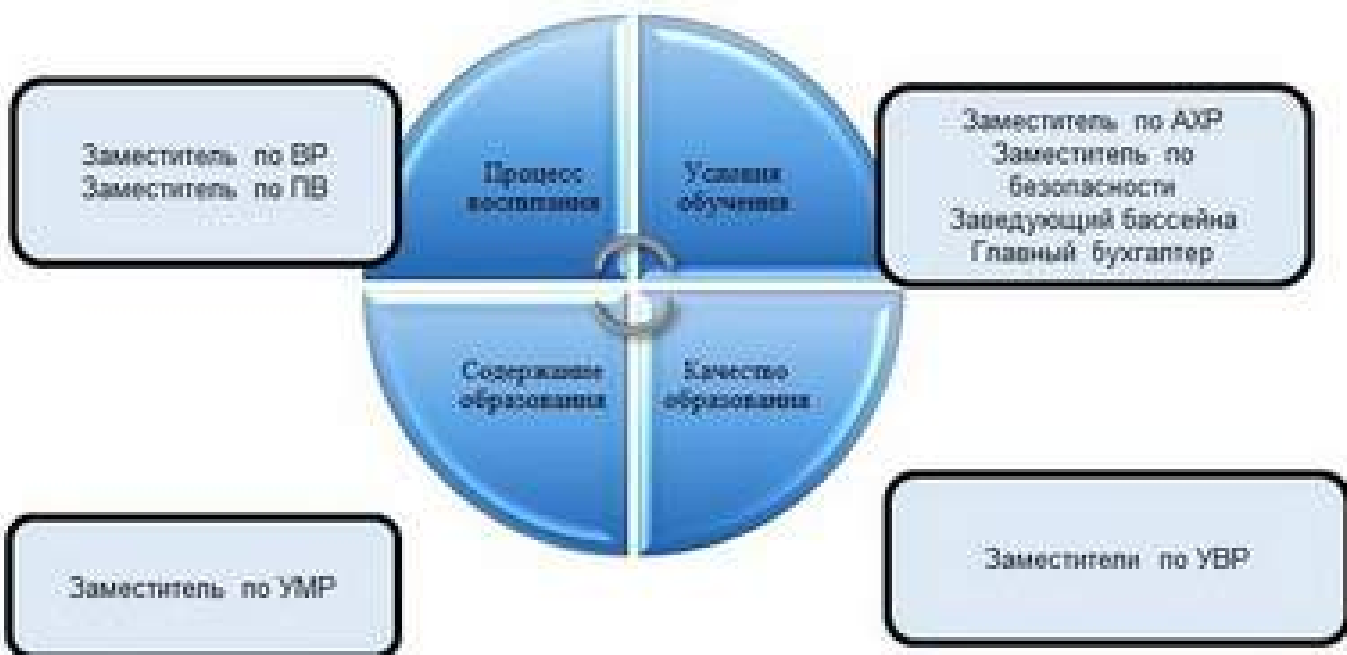 Заместитель по ВР
Заместитель по ПВ
Процесс
воспитания
Условия
обучения
Заместитель по АХР
Заместитель по
безопасности
Заведующий бассейна
Главный бухгалтер
Содержание
образования
Качество
образования
Заместитель по УМР
Заместители по УВР